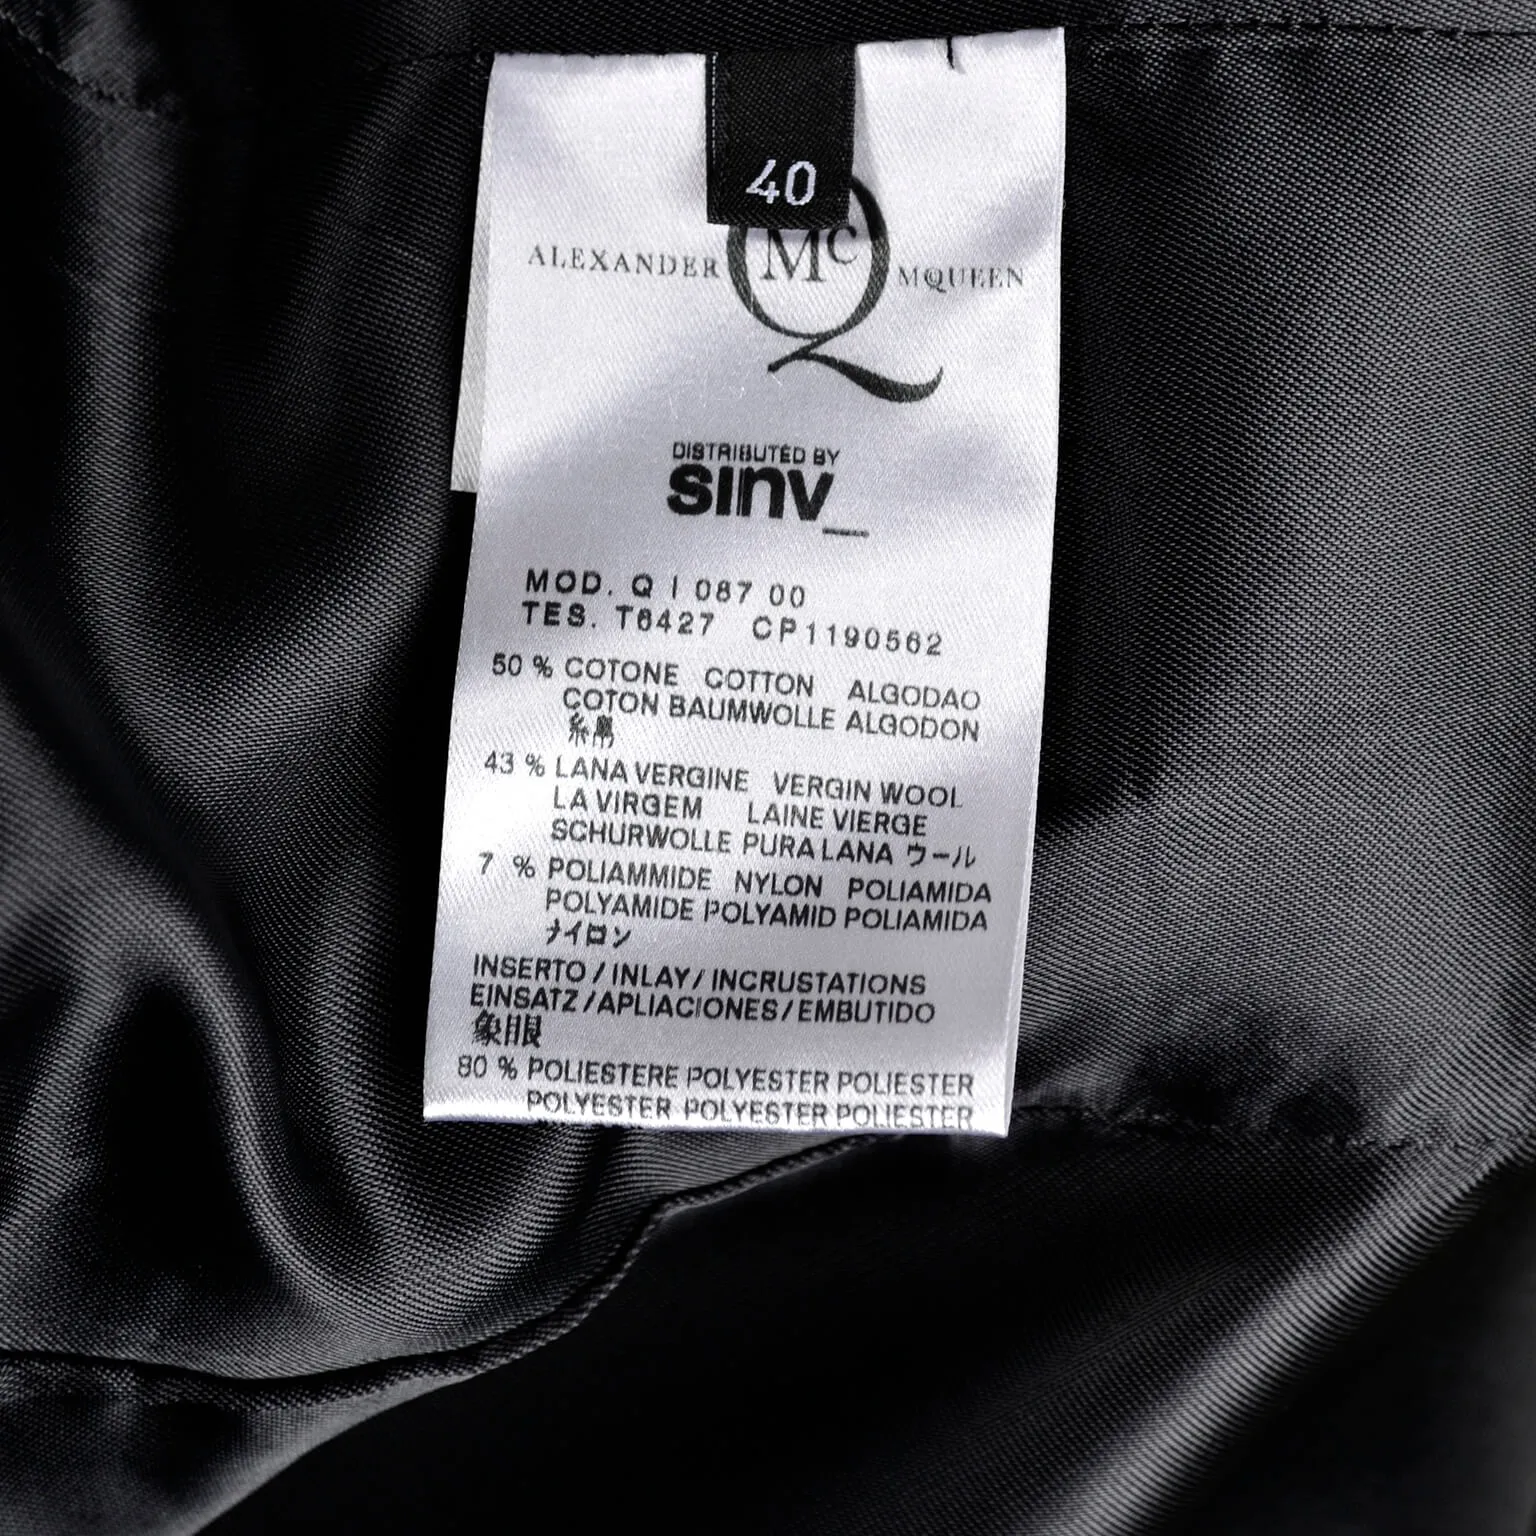 40
ALEXANDER McQ MQUEEN
DISTRIBUTED BY
sinv_
MOD. Q I 087 00
TES. T6427 CP1190562
50 % COTONE COTTON ALGODAO
COTON BAUMWOLLE ALGODON
43 % LANA VERGINE VERGIN WOOL
LA VIRGEM LAINE VIERGE
SCHURWOLLE PURA LANA ウール
7 % POLIAMMIDE NYLON POLIAMIDA
POLYAMIDE POLYAMID POLIAMIDA
ナイロン
INSERTO / INLAY / INCRUSTATIONS
EINSATZ / APLIACIONES / EMBUTIDO
象眼
80 % POLIESTERE POLYESTER POLIESTER
POLYESTER POLYESTER POLIESTER